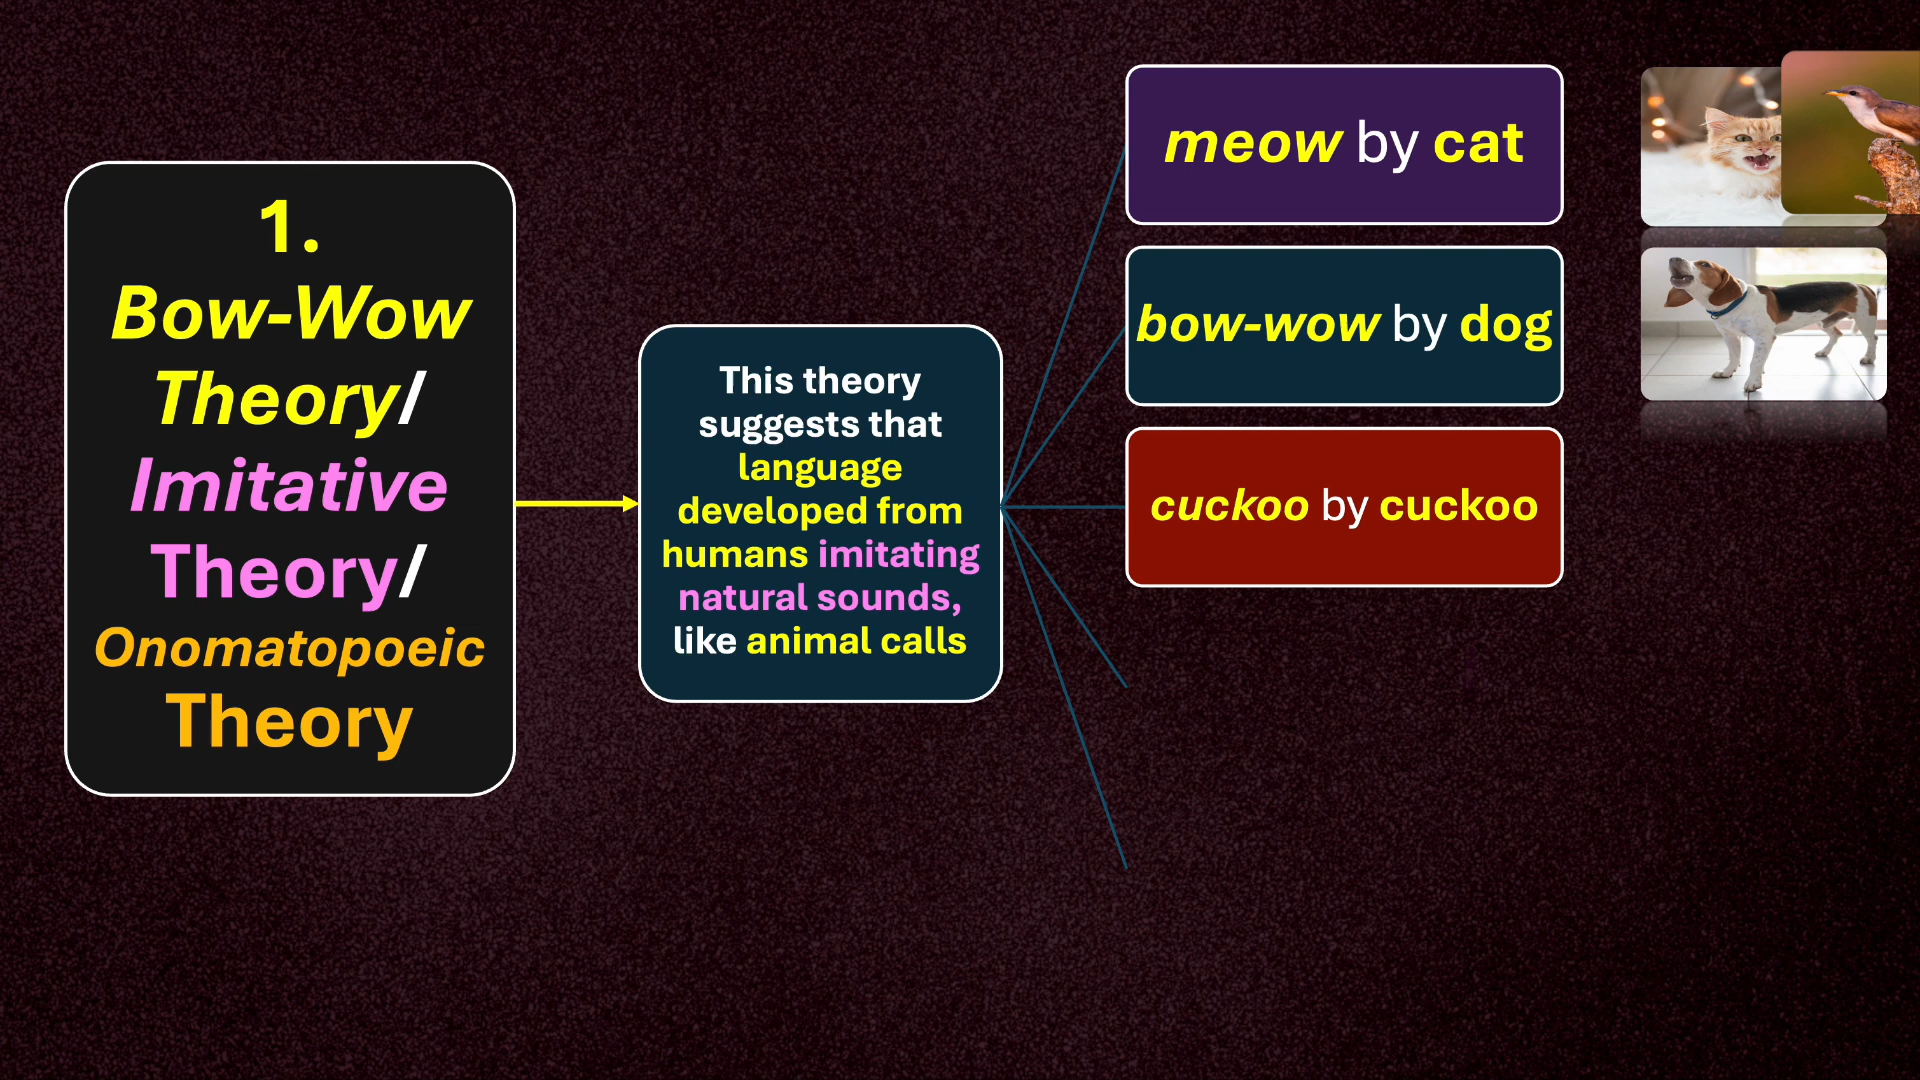 1.
Bow-Wow
Theory/
Imitative
Theory/
Onomatopoeic
Theory
This theory
suggests that
language
developed from
humans imitating
natural sounds,
like animal calls
meow by cat
bow-wow by dog
cuckoo by cuckoo